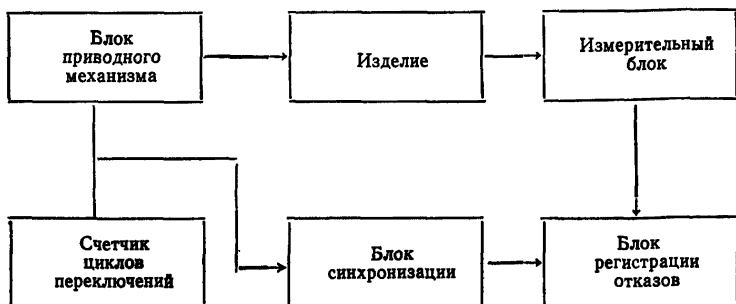 Блок
приводного
механизма
Изделие
Измерительный
блок
Счетчик
циклов
переключений
Блок
синхронизации
Блок
регистрации
отказов